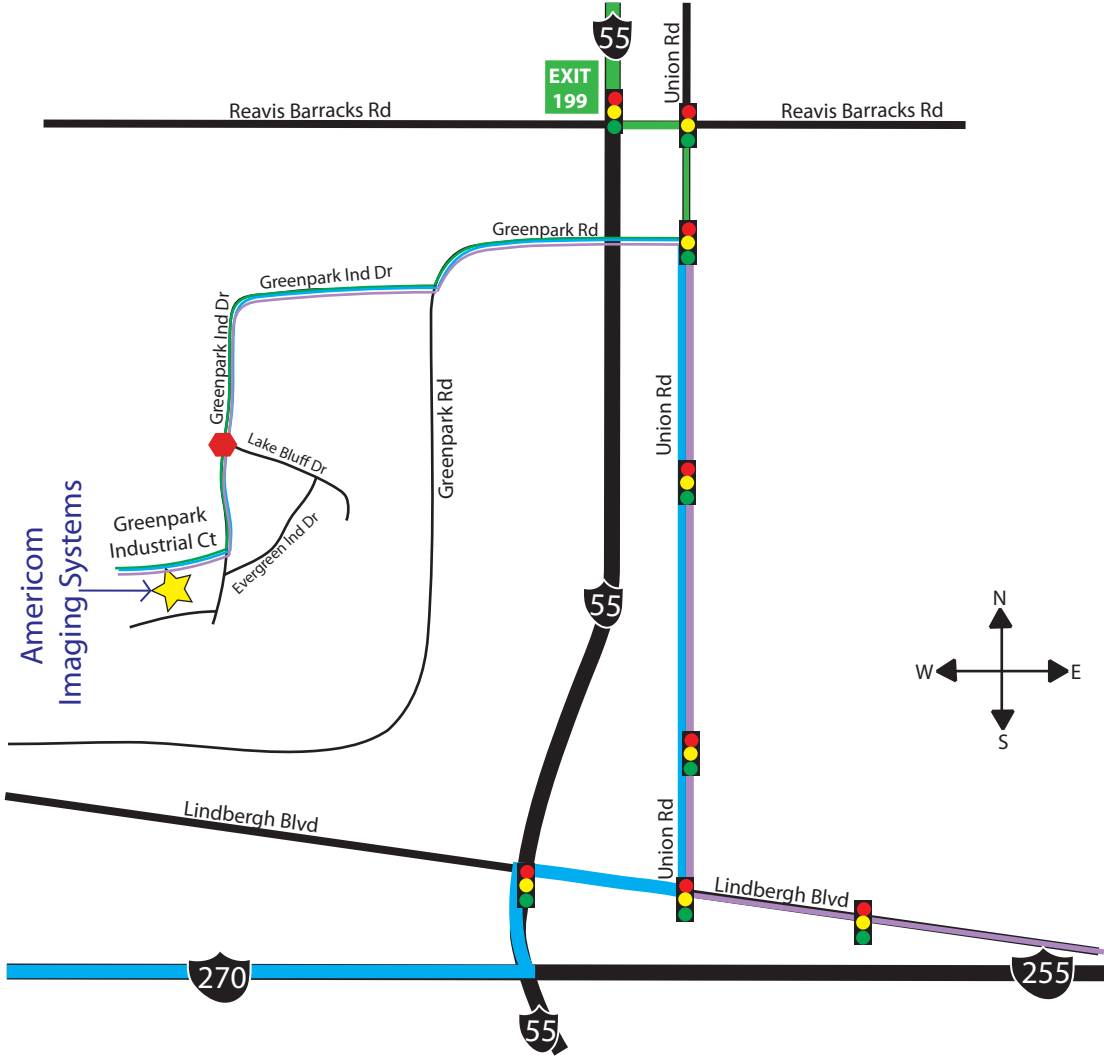 55
Union Rd
EXIT
199
Reavis Barracks Rd
Reavis Barracks Rd
Greenpark Rd
Greenpark Ind Dr
Greenpark Ind Dr
Greenpark Rd
Union Rd
Lake Bluff Dr
Greenpark
Industrial Ct
Evergreen Ind Dr
Americom
Imaging Systems
55
N
W
E
S
Lindbergh Blvd
Union Rd
Lindbergh Blvd
270
255
55